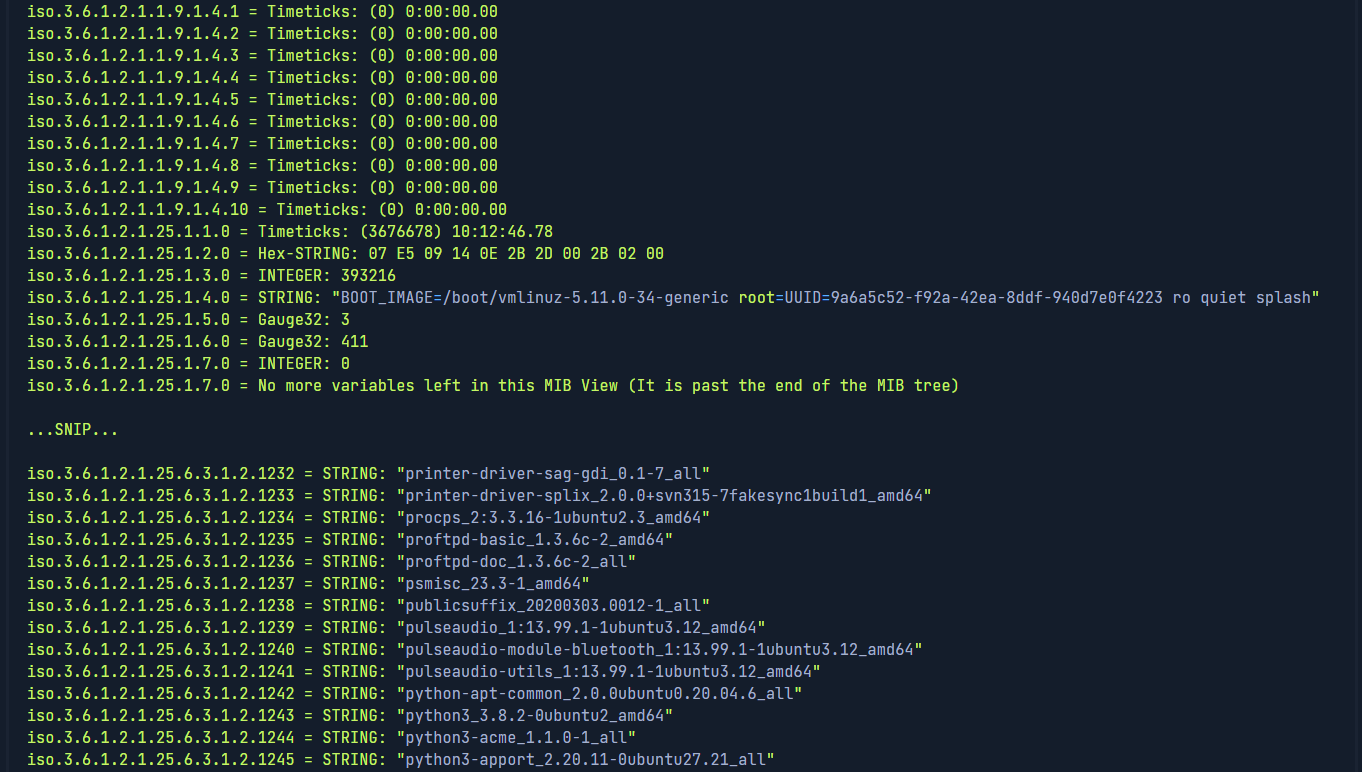 iso.3.6.1.2.1.1.9.1.4.1 = Timeticks: (0) 0:00:00.00
iso.3.6.1.2.1.1.9.1.4.2 = Timeticks: (0) 0:00:00.00
iso.3.6.1.2.1.1.9.1.4.3 = Timeticks: (0) 0:00:00.00
iso.3.6.1.2.1.1.9.1.4.4 = Timeticks: (0) 0:00:00.00
iso.3.6.1.2.1.1.9.1.4.5 = Timeticks: (0) 0:00:00.00
iso.3.6.1.2.1.1.9.1.4.6 = Timeticks: (0) 0:00:00.00
iso.3.6.1.2.1.1.9.1.4.7 = Timeticks: (0) 0:00:00.00
iso.3.6.1.2.1.1.9.1.4.8 = Timeticks: (0) 0:00:00.00
iso.3.6.1.2.1.1.9.1.4.9 = Timeticks: (0) 0:00:00.00
iso.3.6.1.2.1.1.9.1.4.10 = Timeticks: (0) 0:00:00.00
iso.3.6.1.2.1.25.1.1.0 = Timeticks: (3676678) 10:12:46.78
iso.3.6.1.2.1.25.1.2.0 = Hex-STRING: 07 E5 09 14 0E 2B 2D 00 2B 02 00
iso.3.6.1.2.1.25.1.3.0 = INTEGER: 393216
iso.3.6.1.2.1.25.1.4.0 = STRING: "BOOT_IMAGE=/boot/vmlinuz-5.11.0-34-generic root=UUID=9a6a5c52-f92a-42ea-8ddf-940d7e0f4223 ro quiet splash"
iso.3.6.1.2.1.25.1.5.0 = Gauge32: 3
iso.3.6.1.2.1.25.1.6.0 = Gauge32: 411
iso.3.6.1.2.1.25.1.7.0 = INTEGER: 0
iso.3.6.1.2.1.25.1.7.0 = No more variables left in this MIB View (It is past the end of the MIB tree)
...SNIP...
iso.3.6.1.2.1.25.6.3.1.2.1232 = STRING: "printer-driver-sag-gdi_0.1-7_all"
iso.3.6.1.2.1.25.6.3.1.2.1233 = STRING: "printer-driver-splix_2.0.0+svn315-7fakesync1build1_amd64"
iso.3.6.1.2.1.25.6.3.1.2.1234 = STRING: "procps_2:3.3.16-1ubuntu2.3_amd64"
iso.3.6.1.2.1.25.6.3.1.2.1235 = STRING: "proftpd-basic_1.3.6c-2_amd64"
iso.3.6.1.2.1.25.6.3.1.2.1236 = STRING: "proftpd-doc_1.3.6c-2_all"
iso.3.6.1.2.1.25.6.3.1.2.1237 = STRING: "psmisc_23.3-1_amd64"
iso.3.6.1.2.1.25.6.3.1.2.1238 = STRING: "publicsuffix_20200303.0012-1_all"
iso.3.6.1.2.1.25.6.3.1.2.1239 = STRING: "pulseaudio_1:13.99.1-1ubuntu3.12_amd64"
iso.3.6.1.2.1.25.6.3.1.2.1240 = STRING: "pulseaudio-module-bluetooth_1:13.99.1-1ubuntu3.12_amd64"
iso.3.6.1.2.1.25.6.3.1.2.1241 = STRING: "pulseaudio-utils_1:13.99.1-1ubuntu3.12_amd64"
iso.3.6.1.2.1.25.6.3.1.2.1242 = STRING: "python-apt-common_2.0.0ubuntu0.20.04.6_all"
iso.3.6.1.2.1.25.6.3.1.2.1243 = STRING: "python3_3.8.2-0ubuntu2_amd64"
iso.3.6.1.2.1.25.6.3.1.2.1244 = STRING: "python3-acme_1.1.0-1_all"
iso.3.6.1.2.1.25.6.3.1.2.1245 = STRING: "python3-apport_2.20.11-0ubuntu27.21_all"